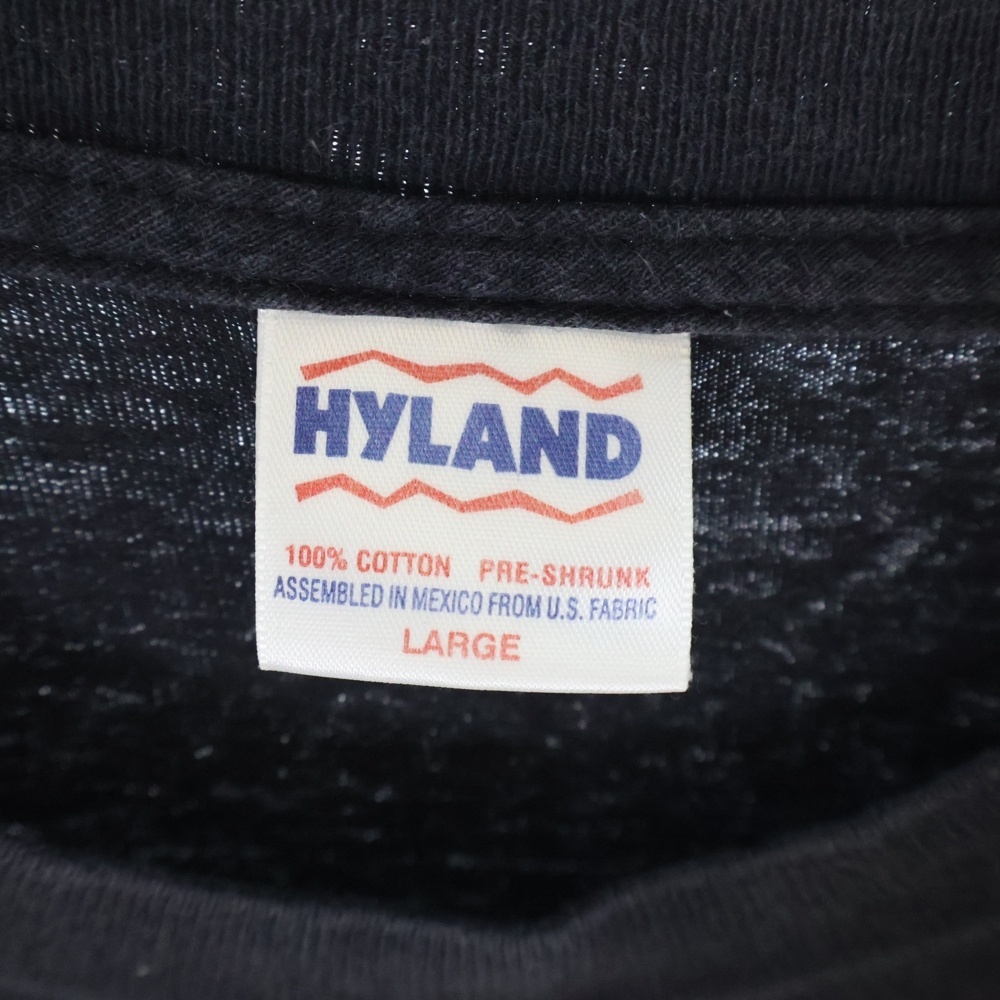 HYLAND
100% COTTON PRE-SHRUNK
ASSEMBLED IN MEXICO FROM U.S. FABRIC
LARGE